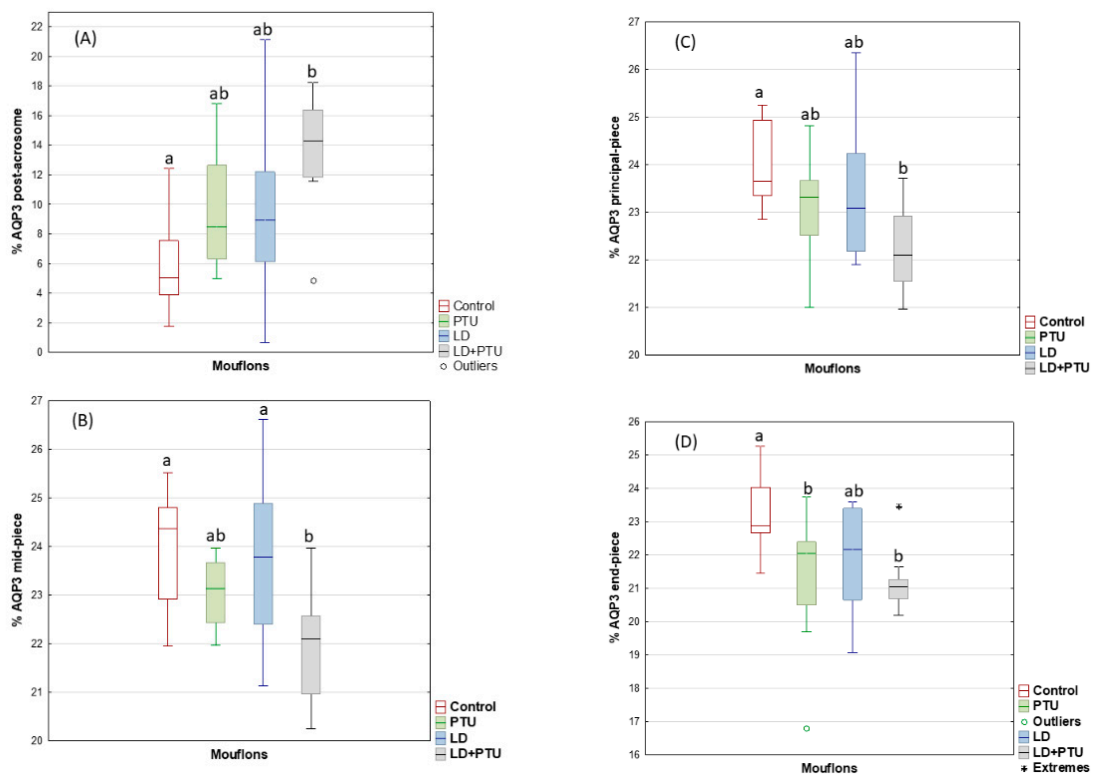 (A)
% AQP3 post-acrosome
22
20
18
16
14
12
10
8
6
4
2
0
a
ab
ab
b
Mouflons
Control
PTU
LD
LD+PTU
Outliers
(C)
% AQP3 principal-piece
27
26
25
24
23
22
21
20
a
ab
ab
b
Mouflons
Control
PTU
LD
LD+PTU
(B)
% AQP3 mid-piece
27
26
25
24
23
22
21
20
a
ab
a
b
Mouflons
Control
PTU
LD
LD+PTU
(D)
% AQP3 end-piece
26
25
24
23
22
21
20
19
18
17
16
a
b
ab
b
Mouflons
Control
PTU
Outliers
LD
LD+PTU
Extremes